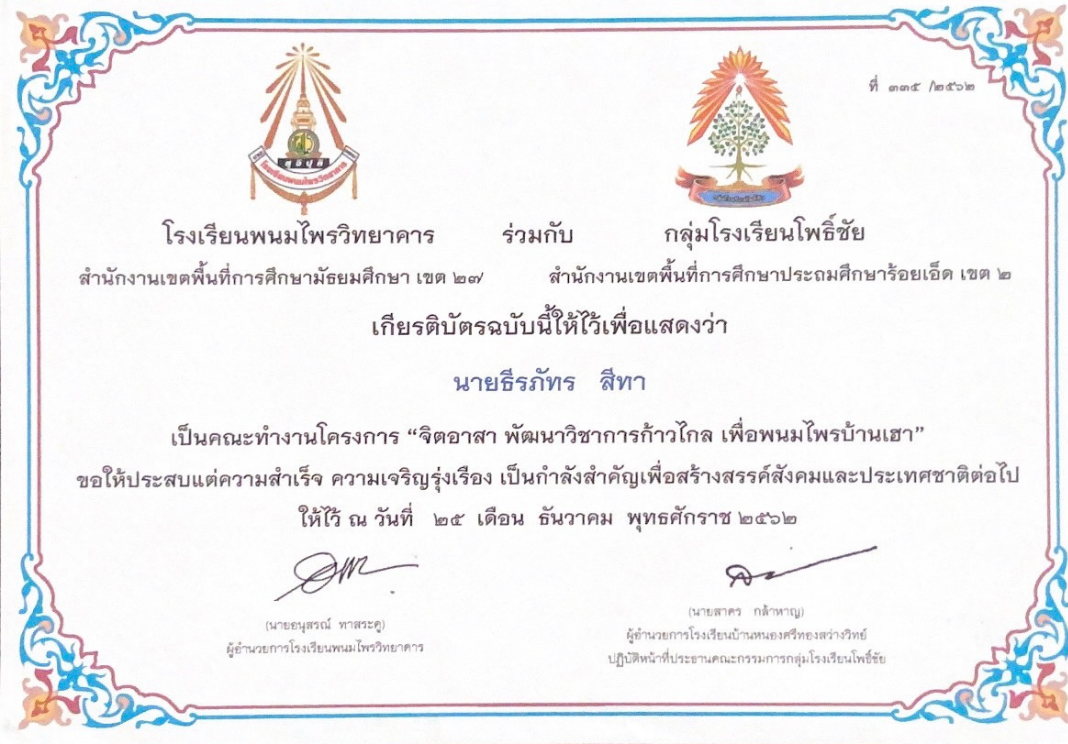 ที่ ๓๓๕ /๒๕๖๒
โรงเรียนพนมไพรวิทยาคาร
โรงเรียนพนมไพรวิทยาคาร ร่วมกับ กลุ่มโรงเรียนโพธิ์ชัย
สำนักงานเขตพื้นที่การศึกษามัธยมศึกษา เขต ๒๗ สำนักงานเขตพื้นที่การศึกษาประถมศึกษาร้อยเอ็ด เขต ๒
เกียรติบัตรฉบับนี้ให้ไว้เพื่อแสดงว่า
นายธีรภัทร สีทา
เป็นคณะทำงานโครงการ “จิตอาสา พัฒนาวิชาการก้าวไกล เพื่อพนมไพรบ้านเฮา”
ขอให้ประสบแต่ความสำเร็จ ความเจริญรุ่งเรือง เป็นกำลังสำคัญเพื่อสร้างสรรค์สังคมและประเทศชาติต่อไป
ให้ไว้ ณ วันที่ ๒๕ เดือน ธันวาคม พุทธศักราช ๒๕๖๒
(นายอนุสรณ์ ทาสระคู)
ผู้อำนวยการโรงเรียนพนมไพรวิทยาคาร
(นายสาคร กล้าหาญ)
ผู้อำนวยการโรงเรียนบ้านหนองศรีทองสว่างวิทย์
ปฏิบัติหน้าที่ประธานคณะกรรมการกลุ่มโรงเรียนโพธิ์ชัย